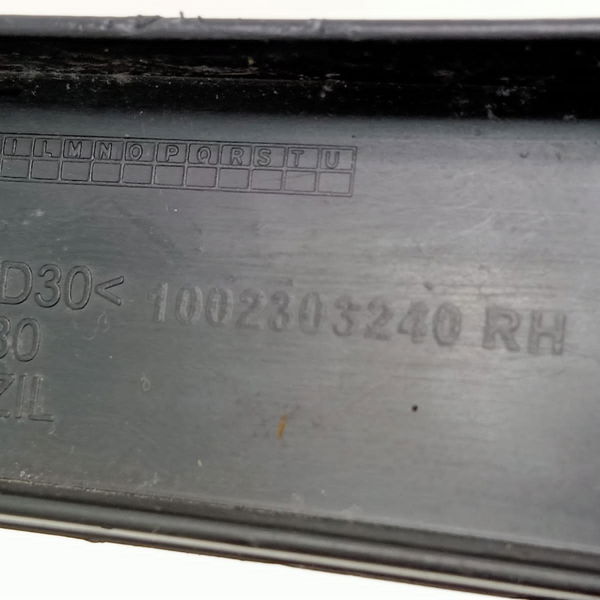 I L M N O P Q R S T U
D30< 1002303240 RH
30
ZIL